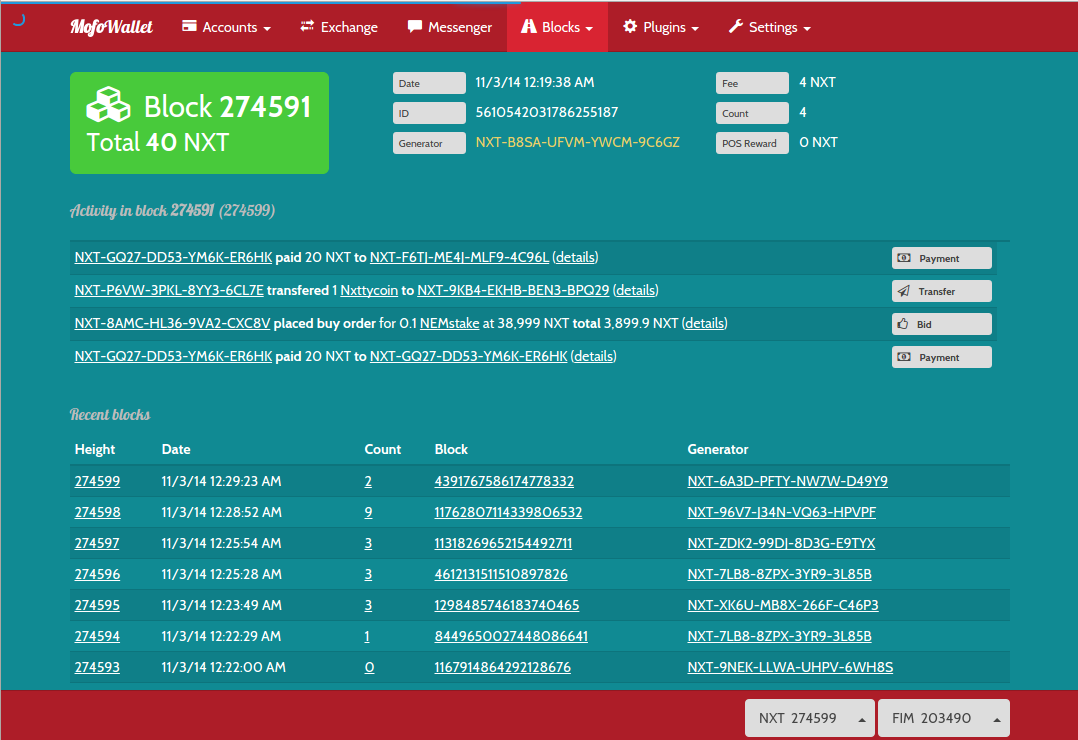 MofoWallet Accounts Exchange Messenger Blocks Plugins Settings
Block 274591
Total 40 NXT
Date 11/3/14 12:19:38 AM
ID 5610542031786255187
Generator NXT-B8SA-UFVM-YWCM-9C6GZ
Fee 4 NXT
Count 4
POS Reward 0 NXT
Activity in block 274591 (274599)
NXT-GQ27-DD53-YM6K-ER6HK paid 20 NXT to NXT-F6TJ-ME4J-MLF9-4C96L (details) Payment
NXT-P6VW-3PKL-8YY3-6CL7E transfered 1 Nxttycoin to NXT-9KB4-EKHB-BEN3-BPQ29 (details) Transfer
NXT-8AMC-HL36-9VA2-CXC8V placed buy order for 0.1 NEMstake at 38,999 NXT total 3,899.9 NXT (details) Bid
NXT-GQ27-DD53-YM6K-ER6HK paid 20 NXT to NXT-GQ27-DD53-YM6K-ER6HK (details) Payment
Recent blocks
Height Date Count Block Generator
274599 11/3/14 12:29:23 AM 2 4391767586174778332 NXT-6A3D-PFTY-NW7W-D49Y9
274598 11/3/14 12:28:52 AM 9 11762807114339806532 NXT-96V7-J34N-VQ63-HPVPF
274597 11/3/14 12:25:54 AM 3 11318269652154492711 NXT-ZDK2-99DJ-8D3G-E9TYX
274596 11/3/14 12:25:28 AM 3 4612131511510897826 NXT-7LB8-8ZPX-3YR9-3L85B
274595 11/3/14 12:23:49 AM 3 1298485746183740465 NXT-XK6U-MB8X-266F-C46P3
274594 11/3/14 12:22:29 AM 1 8449650027448086641 NXT-7LB8-8ZPX-3YR9-3L85B
274593 11/3/14 12:22:00 AM 0 1167914864292128676 NXT-9NEK-LLWA-UHPV-6WH8S
NXT 274599 FIM 203490